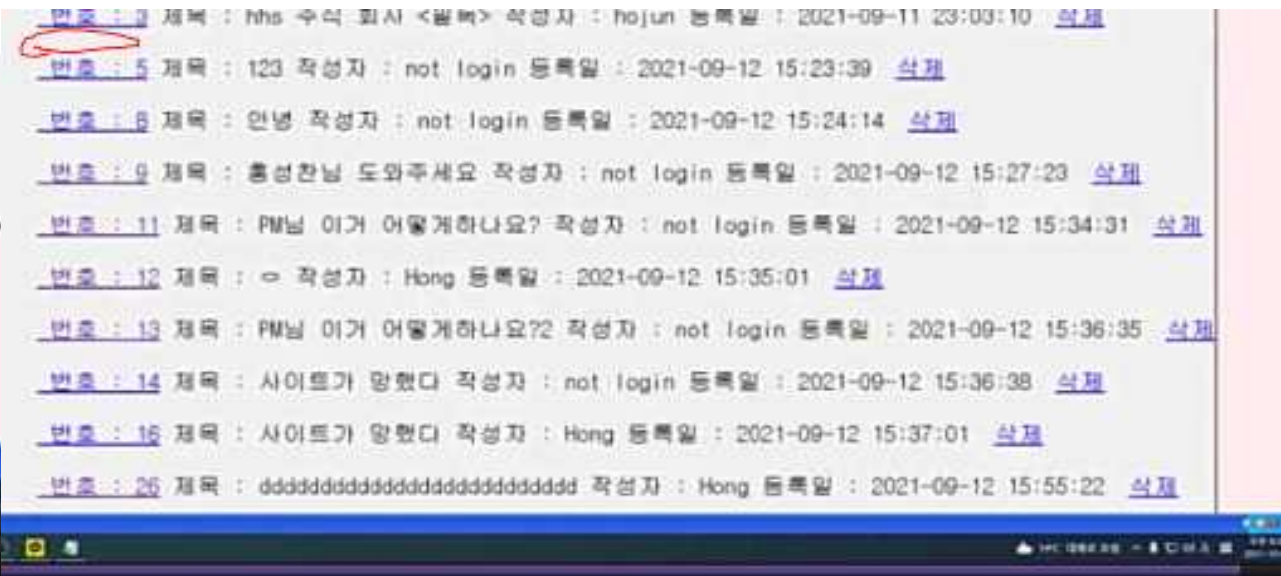 번호 : 3 제목 : hhs 주식 회사 <필독> 작성자 : hojun 등록일 : 2021-09-11 23:03:10 삭제
번호 : 5 제목 : 123 작성자 : not login 등록일 : 2021-09-12 15:23:39 삭제
번호 : 8 제목 : 안녕 작성자 : not login 등록일 : 2021-09-12 15:24:14 삭제
번호 : 9 제목 : 홍성찬님 도와주세요 작성자 : not login 등록일 : 2021-09-12 15:27:23 삭제
번호 : 11 제목 : PM님 이거 어떻게하나요? 작성자 : not login 등록일 : 2021-09-12 15:34:31 삭제
번호 : 12 제목 : ㅇ 작성자 : Hong 등록일 : 2021-09-12 15:35:01 삭제
번호 : 13 제목 : PM님 이거 어떻게하나요?2 작성자 : not login 등록일 : 2021-09-12 15:36:35 삭제
번호 : 14 제목 : 사이트가 망했다 작성자 : not login 등록일 : 2021-09-12 15:36:38 삭제
번호 : 16 제목 : 사이트가 망했다 작성자 : Hong 등록일 : 2021-09-12 15:37:01 삭제
번호 : 26 제목 : dddddddddddddddddddddddddd 작성자 : Hong 등록일 : 2021-09-12 15:55:22 삭제